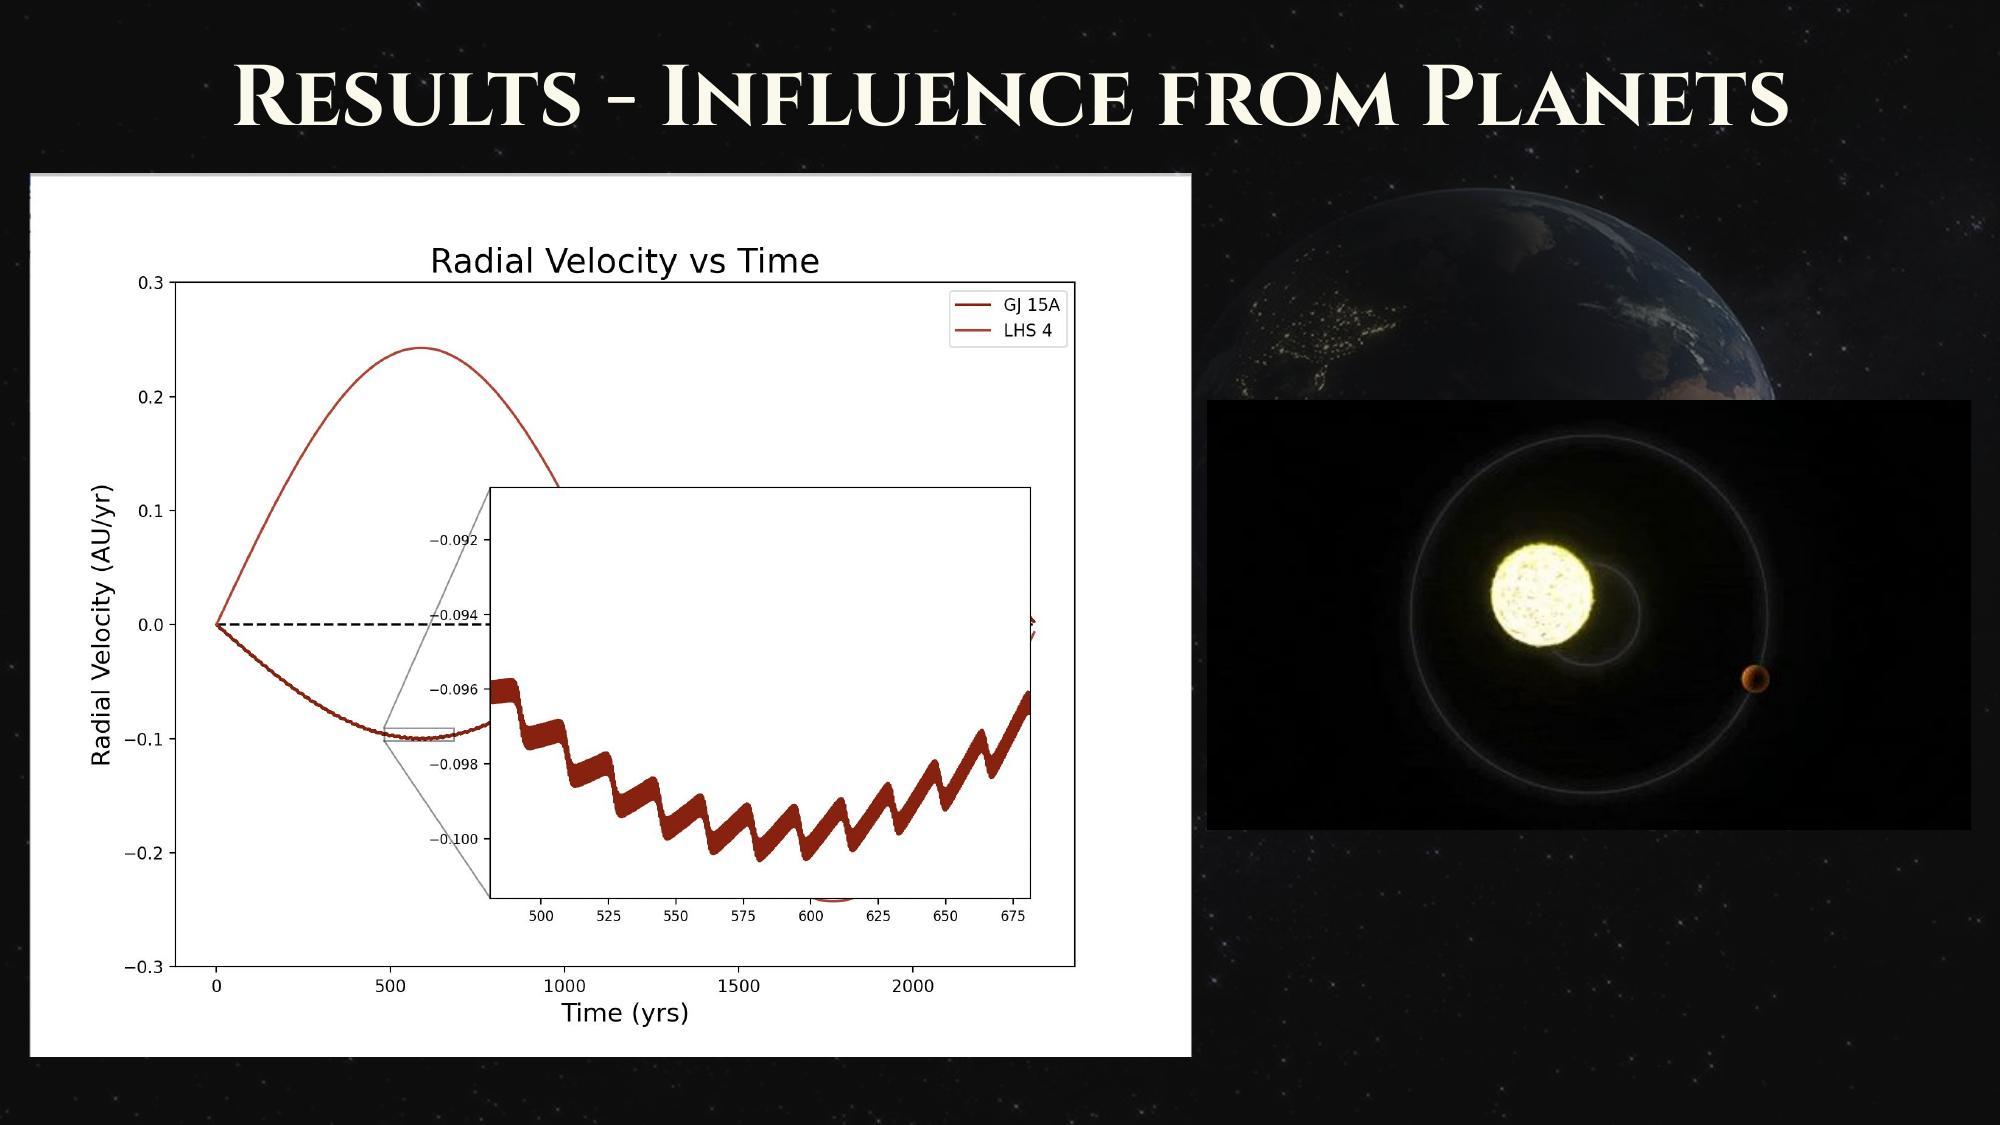 Results - Influence from Planets
Radial Velocity vs Time
GJ 15A
LHS 4
Radial Velocity (AU/yr)
0.3
0.2
0.1
0.0
−0.1
−0.2
−0.3
−0.092
−0.094
−0.096
−0.098
−0.100
500 525 550 575 600 625 650 675
0 500 1000 1500 2000
Time (yrs)